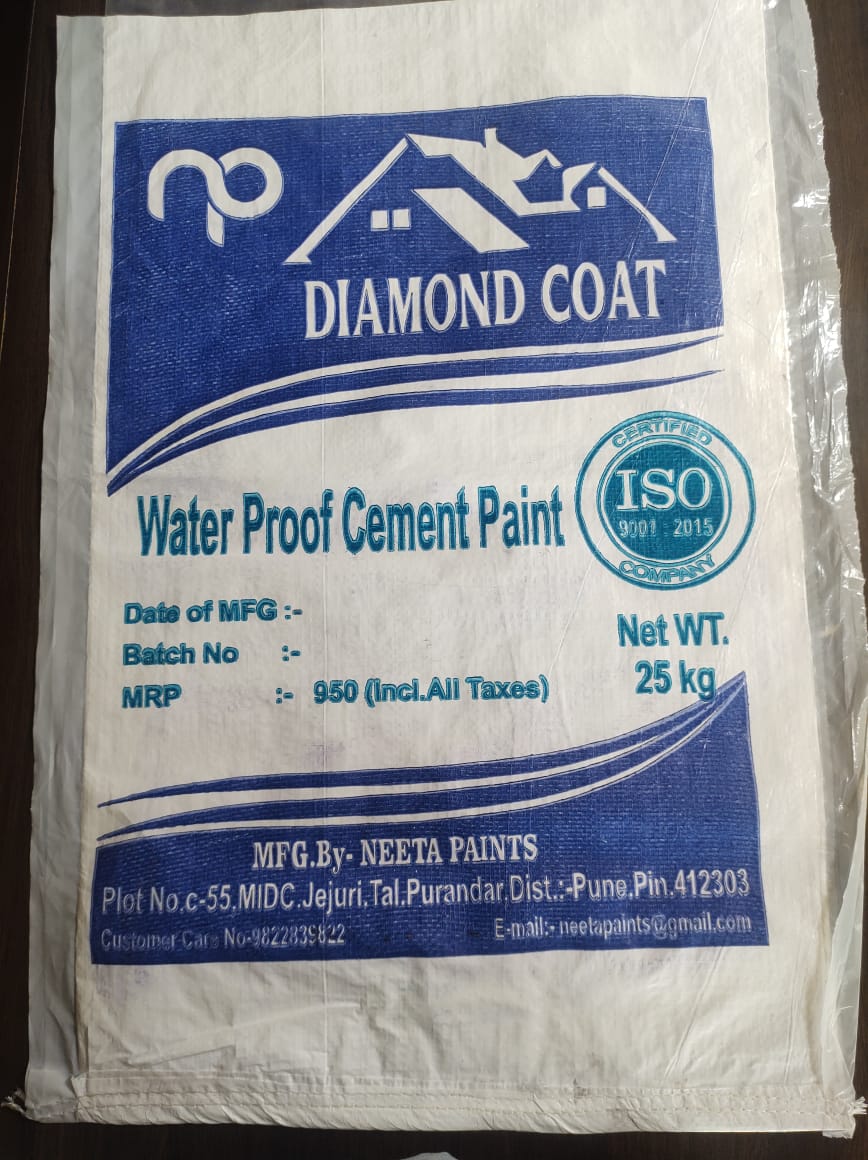 np
DIAMOND COAT
Water Proof Cement Paint
CERTIFIED
ISO
9001 : 2015
COMPANY
Date of MFG :-
Batch No :-
MRP :- 950 (Incl.All Taxes)
Net WT.
25 kg
MFG.By- NEETA PAINTS
Plot No.c-55,MIDC.Jejuri,Tal.Purandar,Dist.:-Pune.Pin.412303
Customer Care No-9822839822
E-mail:- neetapaints@gmail.com